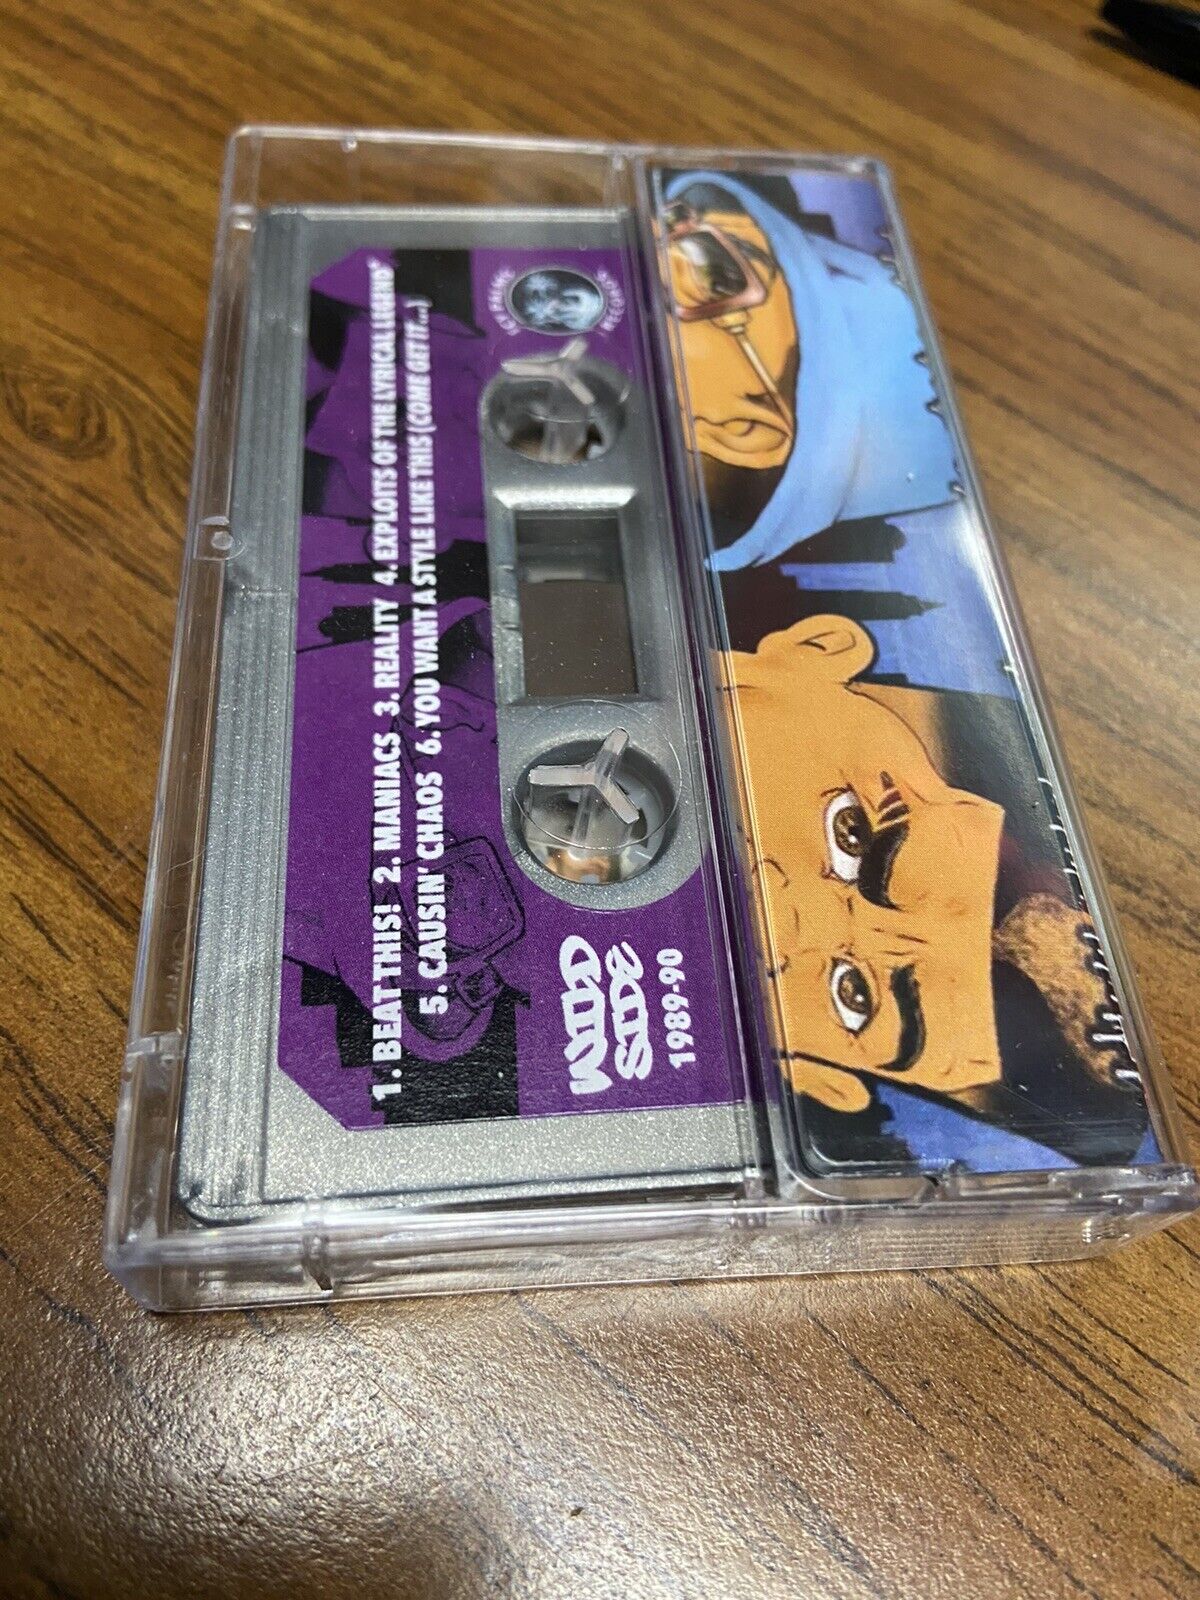 1. BEAT THIS! 2. MANIACS 3. REALITY 4. EXPLOITS OF THE LYRICAL LEGEND
5. CAUSIN' CHAOS 6. YOU WANT A STYLE LIKE THIS (COME GET IT...)
WILD
SIDE
1989-90
RECORDS